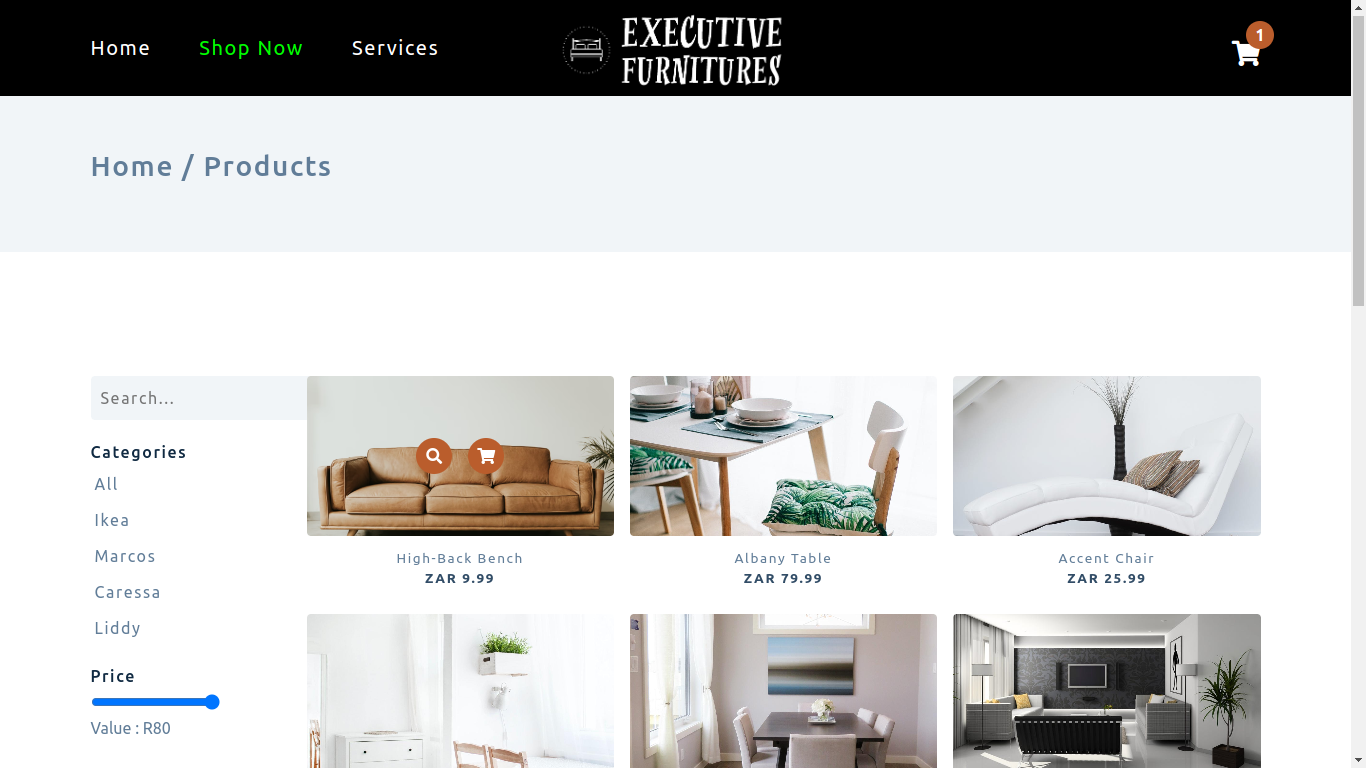 Home
Shop Now
Services
EXECUTIVE
FURNITURES
1
Home / Products
Search...
Categories
All
Ikea
Marcos
Caressa
Liddy
Price
Value : R80
High-Back Bench
ZAR 9.99
Albany Table
ZAR 79.99
Accent Chair
ZAR 25.99